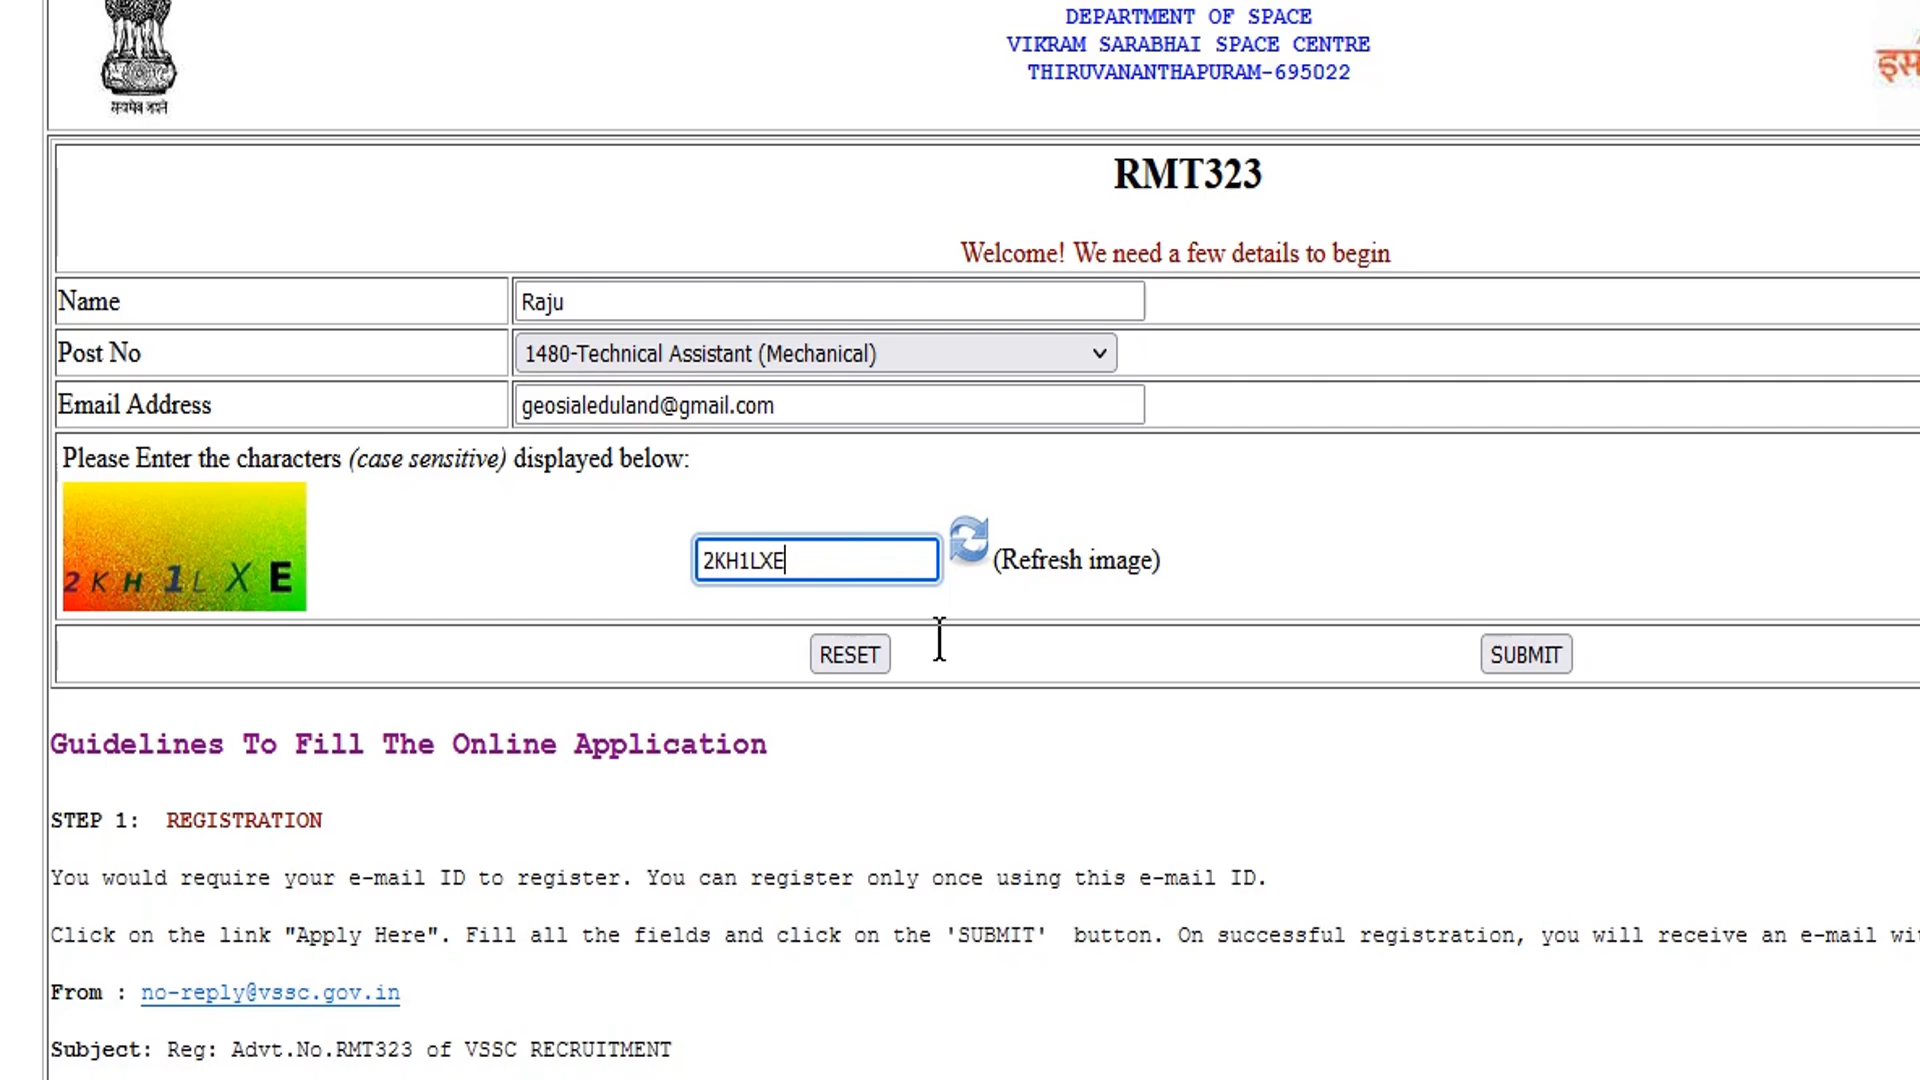 DEPARTMENT OF SPACE
VIKRAM SARABHAI SPACE CENTRE
THIRUVANANTHAPURAM-695022
सत्यमेव जयते
इस
RMT323
Welcome! We need a few details to begin
Name Raju
Post No 1480-Technical Assistant (Mechanical)
Email Address geosialeduland@gmail.com
Please Enter the characters (case sensitive) displayed below:
2KH1LXE 2KH1LXE (Refresh image)
RESET SUBMIT
Guidelines To Fill The Online Application
STEP 1: REGISTRATION
You would require your e-mail ID to register. You can register only once using this e-mail ID.
Click on the link "Apply Here". Fill all the fields and click on the 'SUBMIT' button. On successful registration, you will receive an e-mail wi
From : no-reply@vssc.gov.in
Subject: Reg: Advt.No.RMT323 of VSSC RECRUITMENT